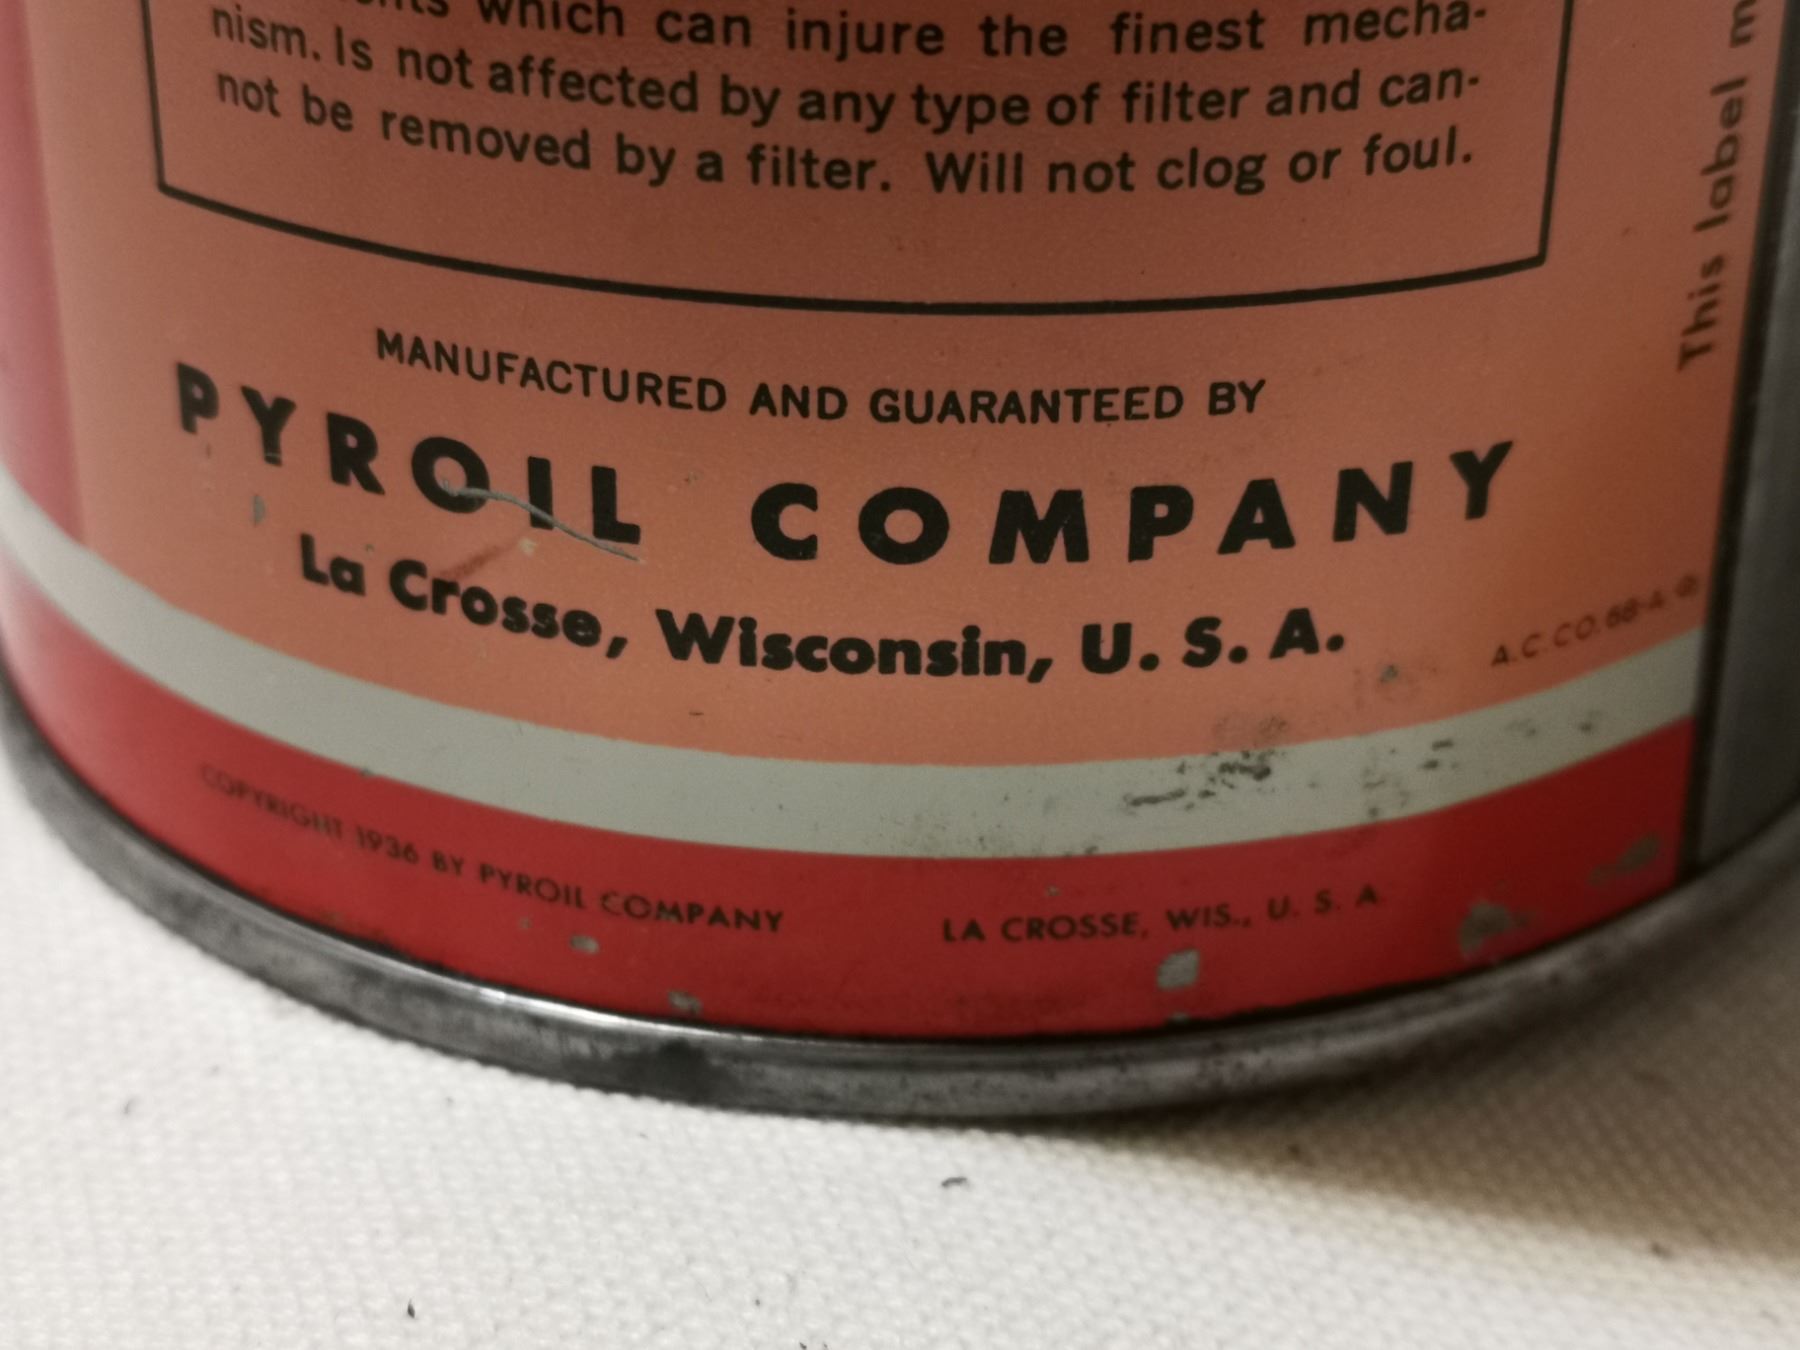 which can injure the finest mecha-
nism. Is not affected by any type of filter and can-
not be removed by a filter. Will not clog or foul.
MANUFACTURED AND GUARANTEED BY
PYROIL COMPANY
La Crosse, Wisconsin, U. S. A.
A.C.CO. 68-A
COPYRIGHT 1936 BY PYROIL COMPANY LA CROSSE, WIS., U. S. A.
This label